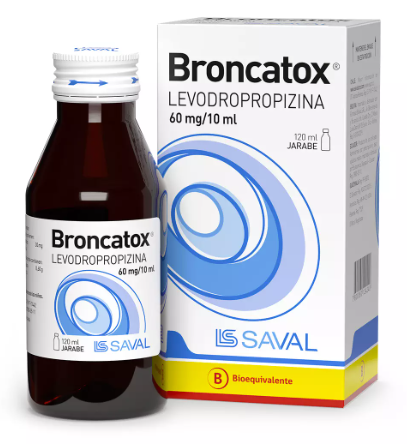 Broncatox®
LEVODROPROPIZINA
60 mg/10 ml
120 ml
JARABE
SAVAL
B Bioequivalente
Broncatox®
LEVODROPROPIZINA
60 mg/10 ml
120 ml
JARABE
SAVAL